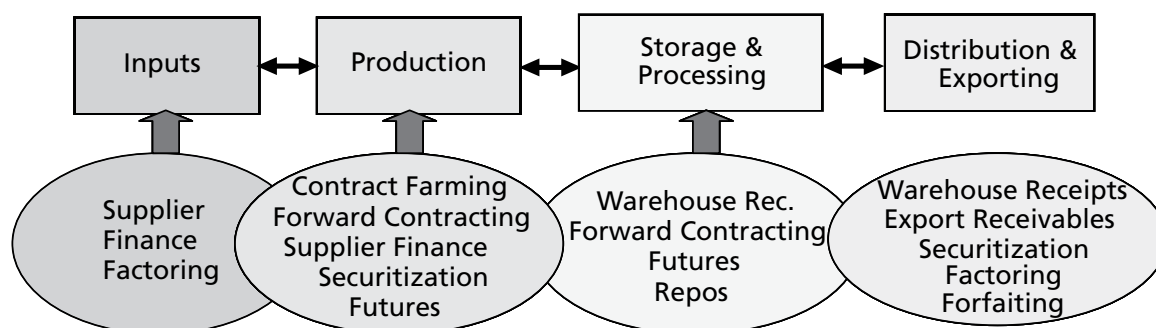 Inputs
Production
Storage &
Processing
Distribution &
Exporting
Supplier
Finance
Factoring
Contract Farming
Forward Contracting
Supplier Finance
Securitization
Futures
Warehouse Rec.
Forward Contracting
Futures
Repos
Warehouse Receipts
Export Receivables
Securitization
Factoring
Forfaiting